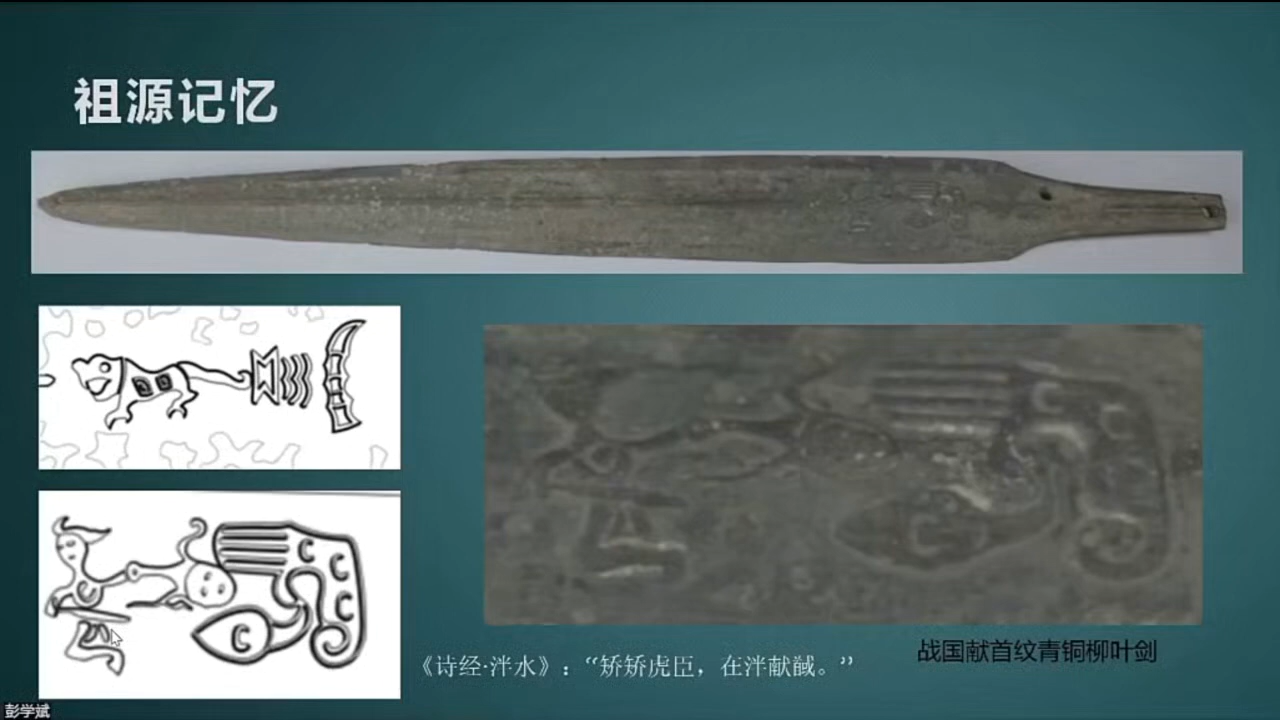 祖源记忆
《诗经·泮水》：“矫矫虎臣，在泮献馘。”
战国献首纹青铜柳叶剑
彭学斌